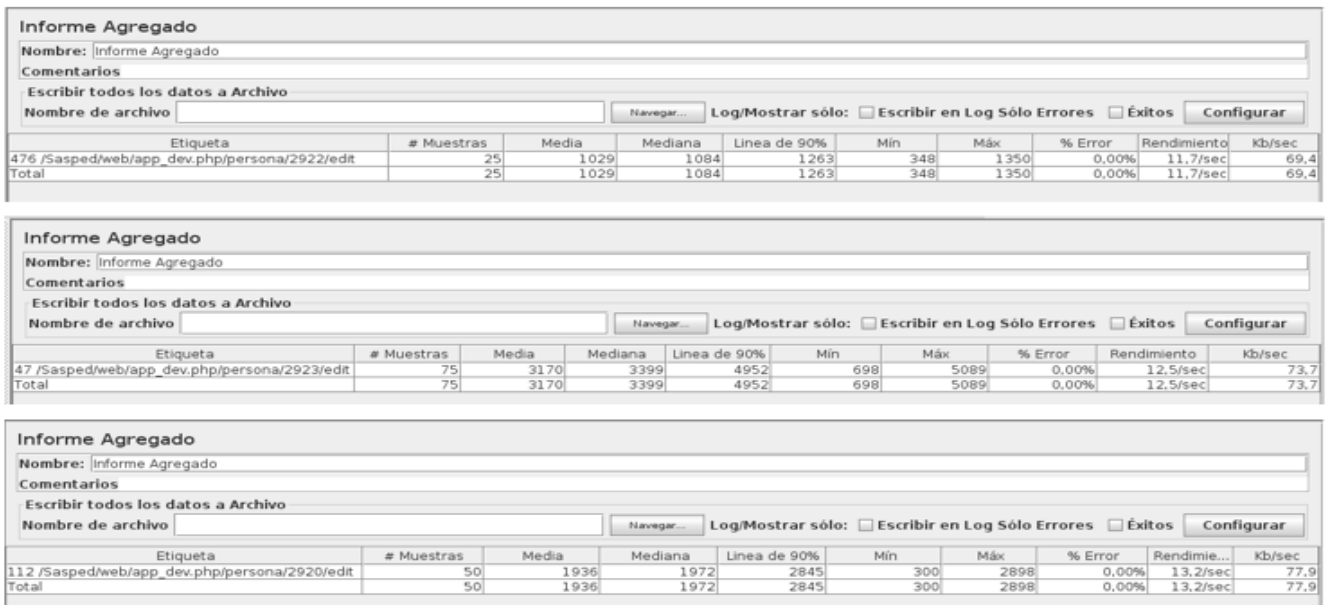 Informe Agregado
Nombre: Informe Agregado
Comentarios
Escribir todos los datos a Archivo
Nombre de archivo Navegar... Log/Mostrar sólo: Escribir en Log Sólo Errores Éxitos Configurar
Etiqueta # Muestras Media Mediana Linea de 90% Mín Máx % Error Rendimiento Kb/sec
476 /Sasped/web/app_dev.php/persona/2922/edit 25 1029 1084 1263 348 1350 0,00% 11,7/sec 69,4
Total 25 1029 1084 1263 348 1350 0,00% 11,7/sec 69,4
Informe Agregado
Nombre: Informe Agregado
Comentarios
Escribir todos los datos a Archivo
Nombre de archivo Navegar... Log/Mostrar sólo: Escribir en Log Sólo Errores Éxitos Configurar
Etiqueta # Muestras Media Mediana Linea de 90% Mín Máx % Error Rendimiento Kb/sec
47 /Sasped/web/app_dev.php/persona/2923/edit 75 3170 3399 4952 698 5089 0,00% 12,5/sec 73,7
Total 75 3170 3399 4952 698 5089 0,00% 12,5/sec 73,7
Informe Agregado
Nombre: Informe Agregado
Comentarios
Escribir todos los datos a Archivo
Nombre de archivo Navegar... Log/Mostrar sólo: Escribir en Log Sólo Errores Éxitos Configurar
Etiqueta # Muestras Media Mediana Linea de 90% Mín Máx % Error Rendimie... Kb/sec
112 /Sasped/web/app_dev.php/persona/2920/edit 50 1936 1972 2845 300 2898 0,00% 13,2/sec 77,9
Total 50 1936 1972 2845 300 2898 0,00% 13,2/sec 77,9